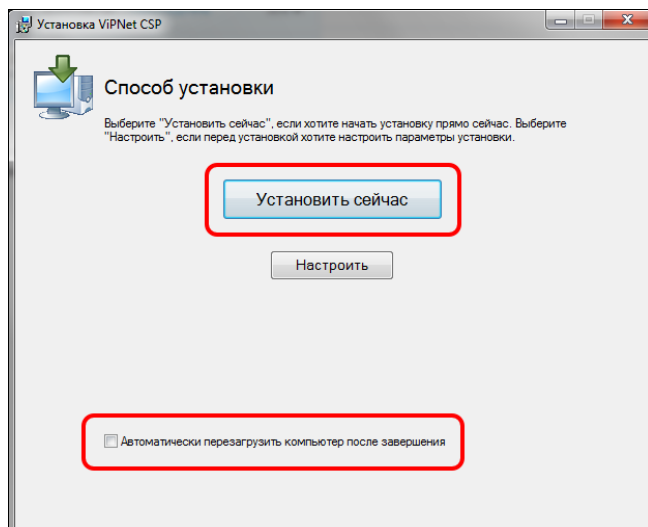 Установка ViPNet CSP
Способ установки
Выберите "Установить сейчас", если хотите начать установку прямо сейчас. Выберите
"Настроить", если перед установкой хотите настроить параметры установки.
Установить сейчас
Настроить
Автоматически перезагрузить компьютер после завершения